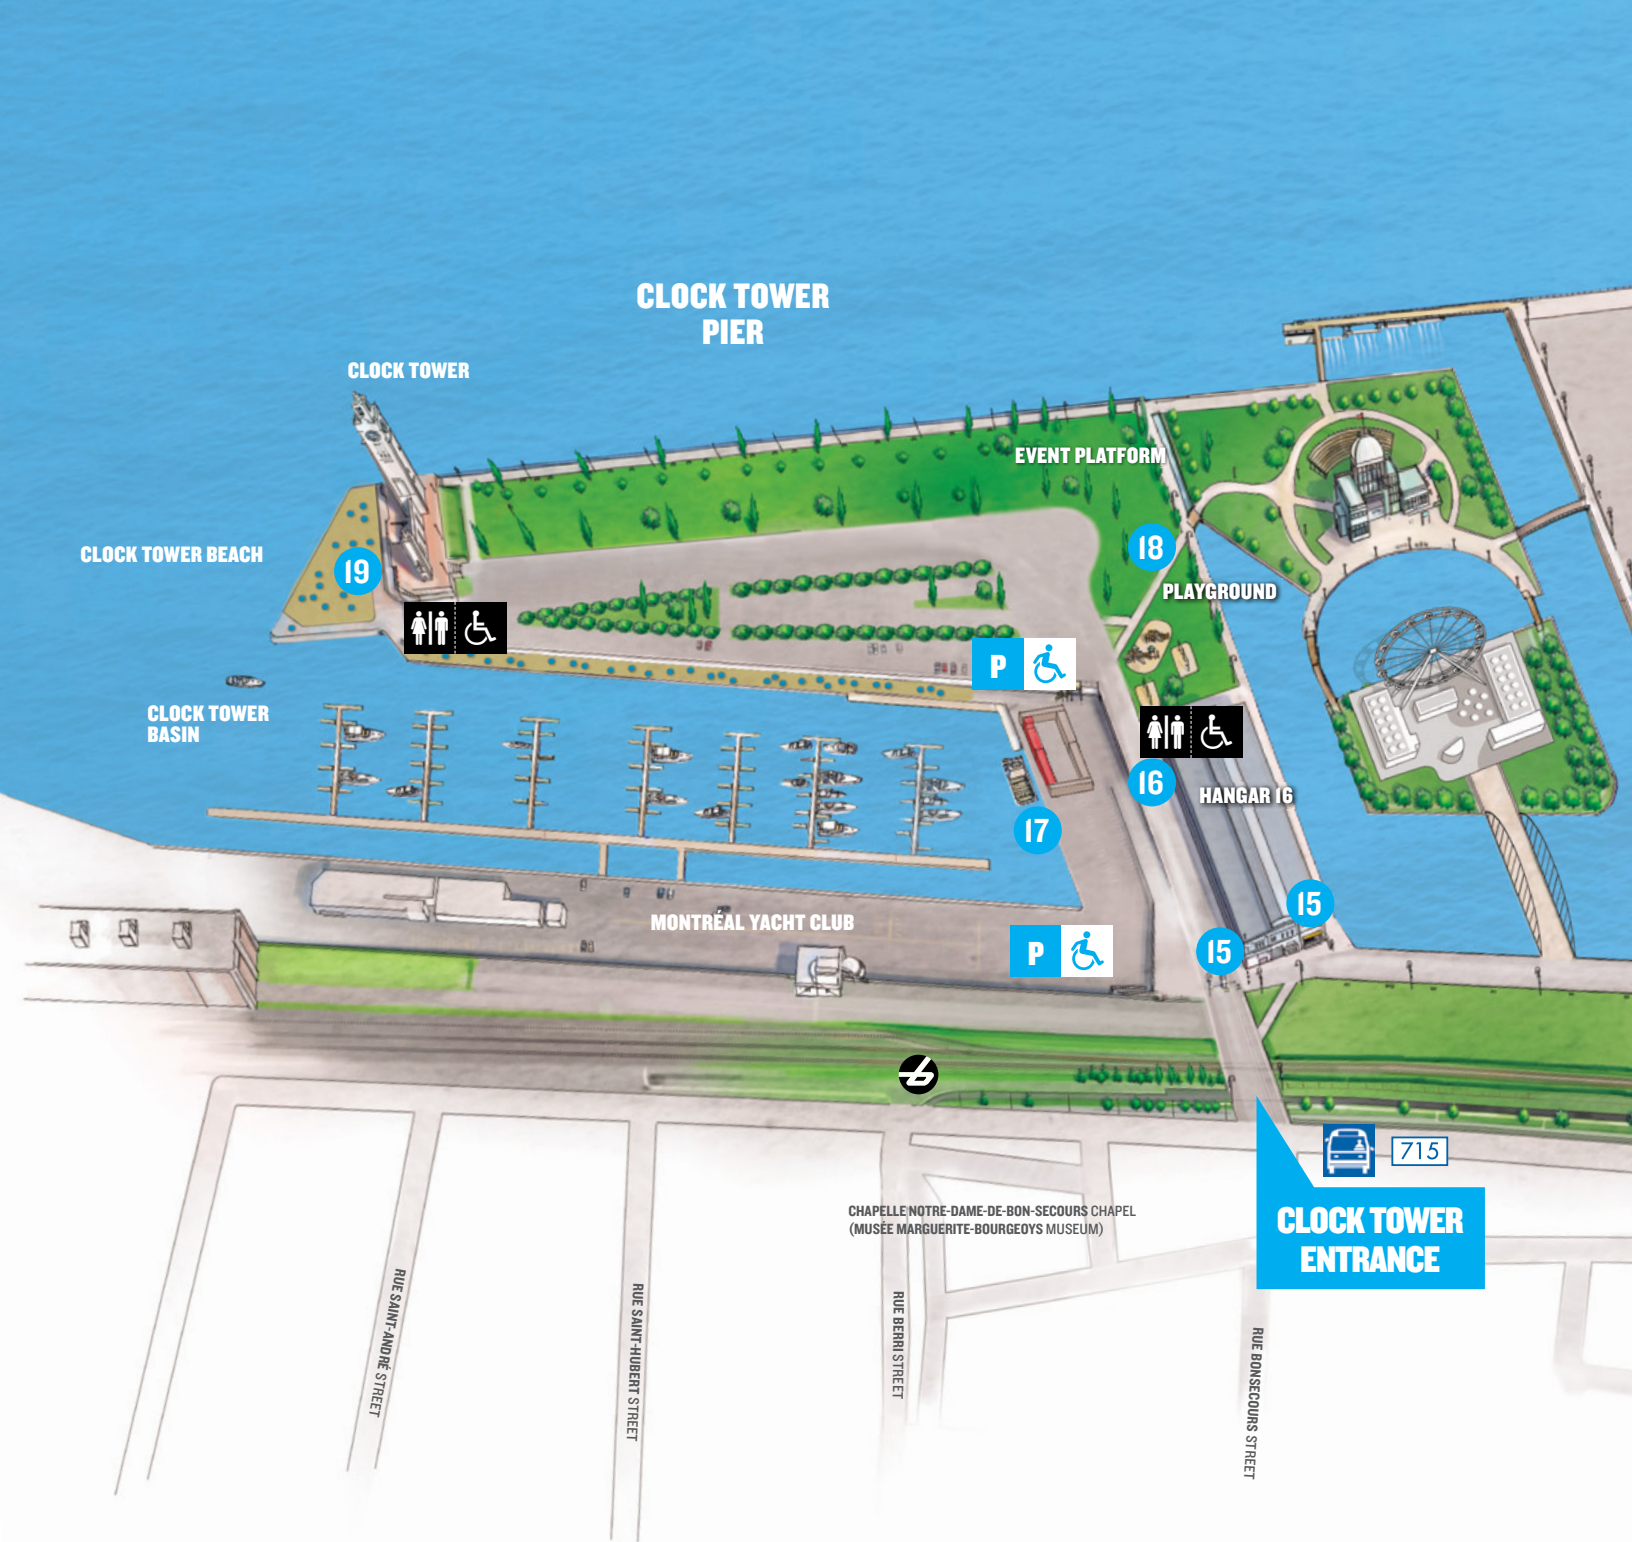 CLOCK TOWER
PIER
CLOCK TOWER
EVENT PLATFORM
CLOCK TOWER BEACH
19
18
PLAYGROUND
P
CLOCK TOWER
BASIN
16
HANGAR 16
17
15
MONTRÉAL YACHT CLUB
P
15
715
CHAPELLE NOTRE-DAME-DE-BON-SECOURS CHAPEL
(MUSÉE MARGUERITE-BOURGEOYS MUSEUM)
CLOCK TOWER
ENTRANCE
RUE SAINT-ANDRÉ STREET
RUE SAINT-HUBERT STREET
RUE BERRI STREET
RUE BONSECOURS STREET